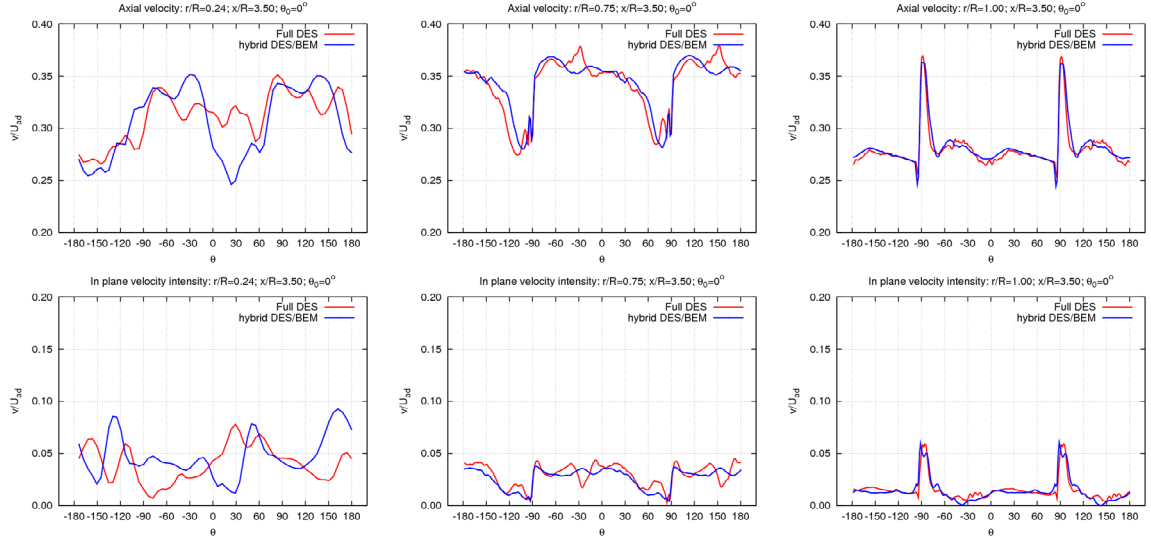 Axial velocity: r/R=0.24; x/R=3.50; θ₀=0°
Full DES
hybrid DES/BEM
0.40
0.35
0.30
0.25
0.20
v/U_ad
-180 -150 -120 -90 -60 -30 0 30 60 90 120 150 180
θ
Axial velocity: r/R=0.75; x/R=3.50; θ₀=0°
Full DES
hybrid DES/BEM
0.40
0.35
0.30
0.25
0.20
v/U_ad
-180 -150 -120 -90 -60 -30 0 30 60 90 120 150 180
θ
Axial velocity: r/R=1.00; x/R=3.50; θ₀=0°
Full DES
hybrid DES/BEM
0.40
0.35
0.30
0.25
0.20
v/U_ad
-180 -150 -120 -90 -60 -30 0 30 60 90 120 150 180
θ
In plane velocity intensity: r/R=0.24; x/R=3.50; θ₀=0°
Full DES
hybrid DES/BEM
0.20
0.15
0.10
0.05
0.00
v/U_ad
-180 -150 -120 -90 -60 -30 0 30 60 90 120 150 180
θ
In plane velocity intensity: r/R=0.75; x/R=3.50; θ₀=0°
Full DES
hybrid DES/BEM
0.20
0.15
0.10
0.05
0.00
v/U_ad
-180 -150 -120 -90 -60 -30 0 30 60 90 120 150 180
θ
In plane velocity intensity: r/R=1.00; x/R=3.50; θ₀=0°
Full DES
hybrid DES/BEM
0.20
0.15
0.10
0.05
0.00
v/U_ad
-180 -150 -120 -90 -60 -30 0 30 60 90 120 150 180
θ